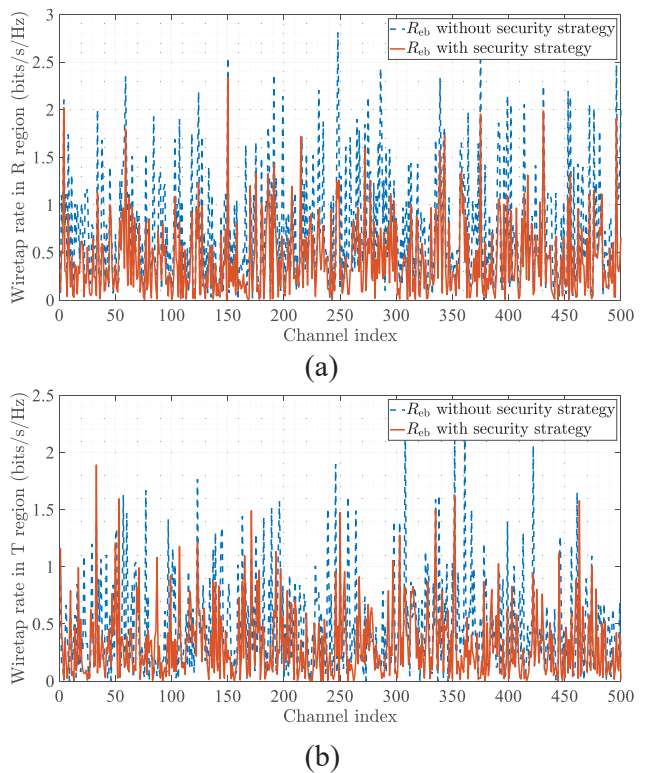 3
2.5
2
1.5
1
0.5
0
Wiretap rate in R region (bits/s/Hz)
R_eb without security strategy
R_eb with security strategy
0 50 100 150 200 250 300 350 400 450 500
Channel index
(a)
2.5
2
1.5
1
0.5
0
Wiretap rate in T region (bits/s/Hz)
R_eb without security strategy
R_eb with security strategy
0 50 100 150 200 250 300 350 400 450 500
Channel index
(b)